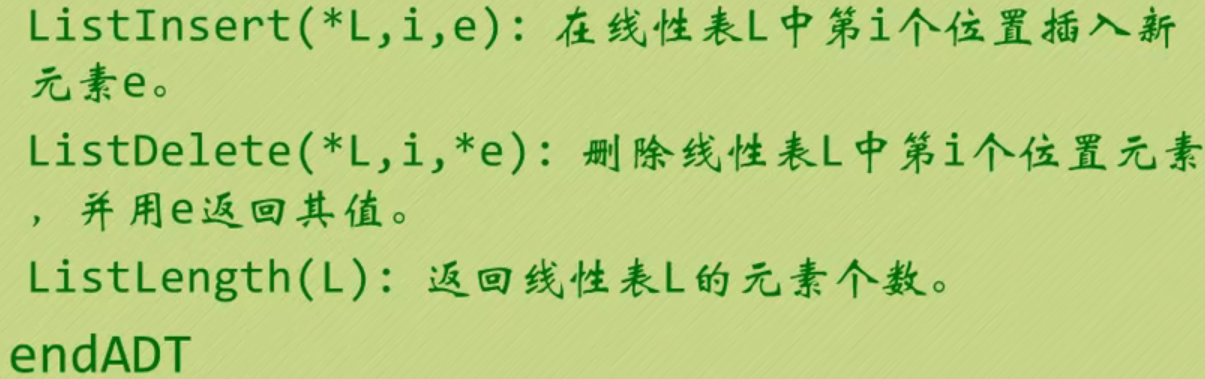 ListInsert(*L,i,e): 在线性表L中第i个位置插入新
元素e。
ListDelete(*L,i,*e): 删除线性表L中第i个位置元素
，并用e返回其值。
ListLength(L): 返回线性表L的元素个数。
endADT